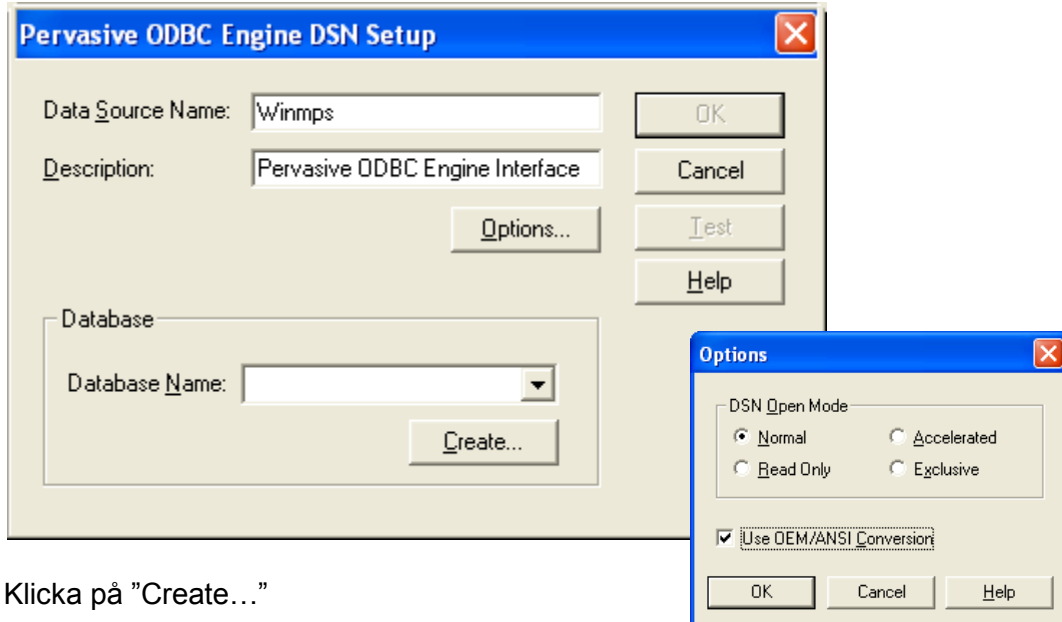 Pervasive ODBC Engine DSN Setup
Data Source Name: Winmps
OK
Description: Pervasive ODBC Engine Interface
Cancel
Options...
Test
Help
Database
Database Name:
Create...
Options
DSN Open Mode
Normal Accelerated
Read Only Exclusive
Use OEM/ANSI Conversion
OK Cancel Help
Klicka på ”Create…”